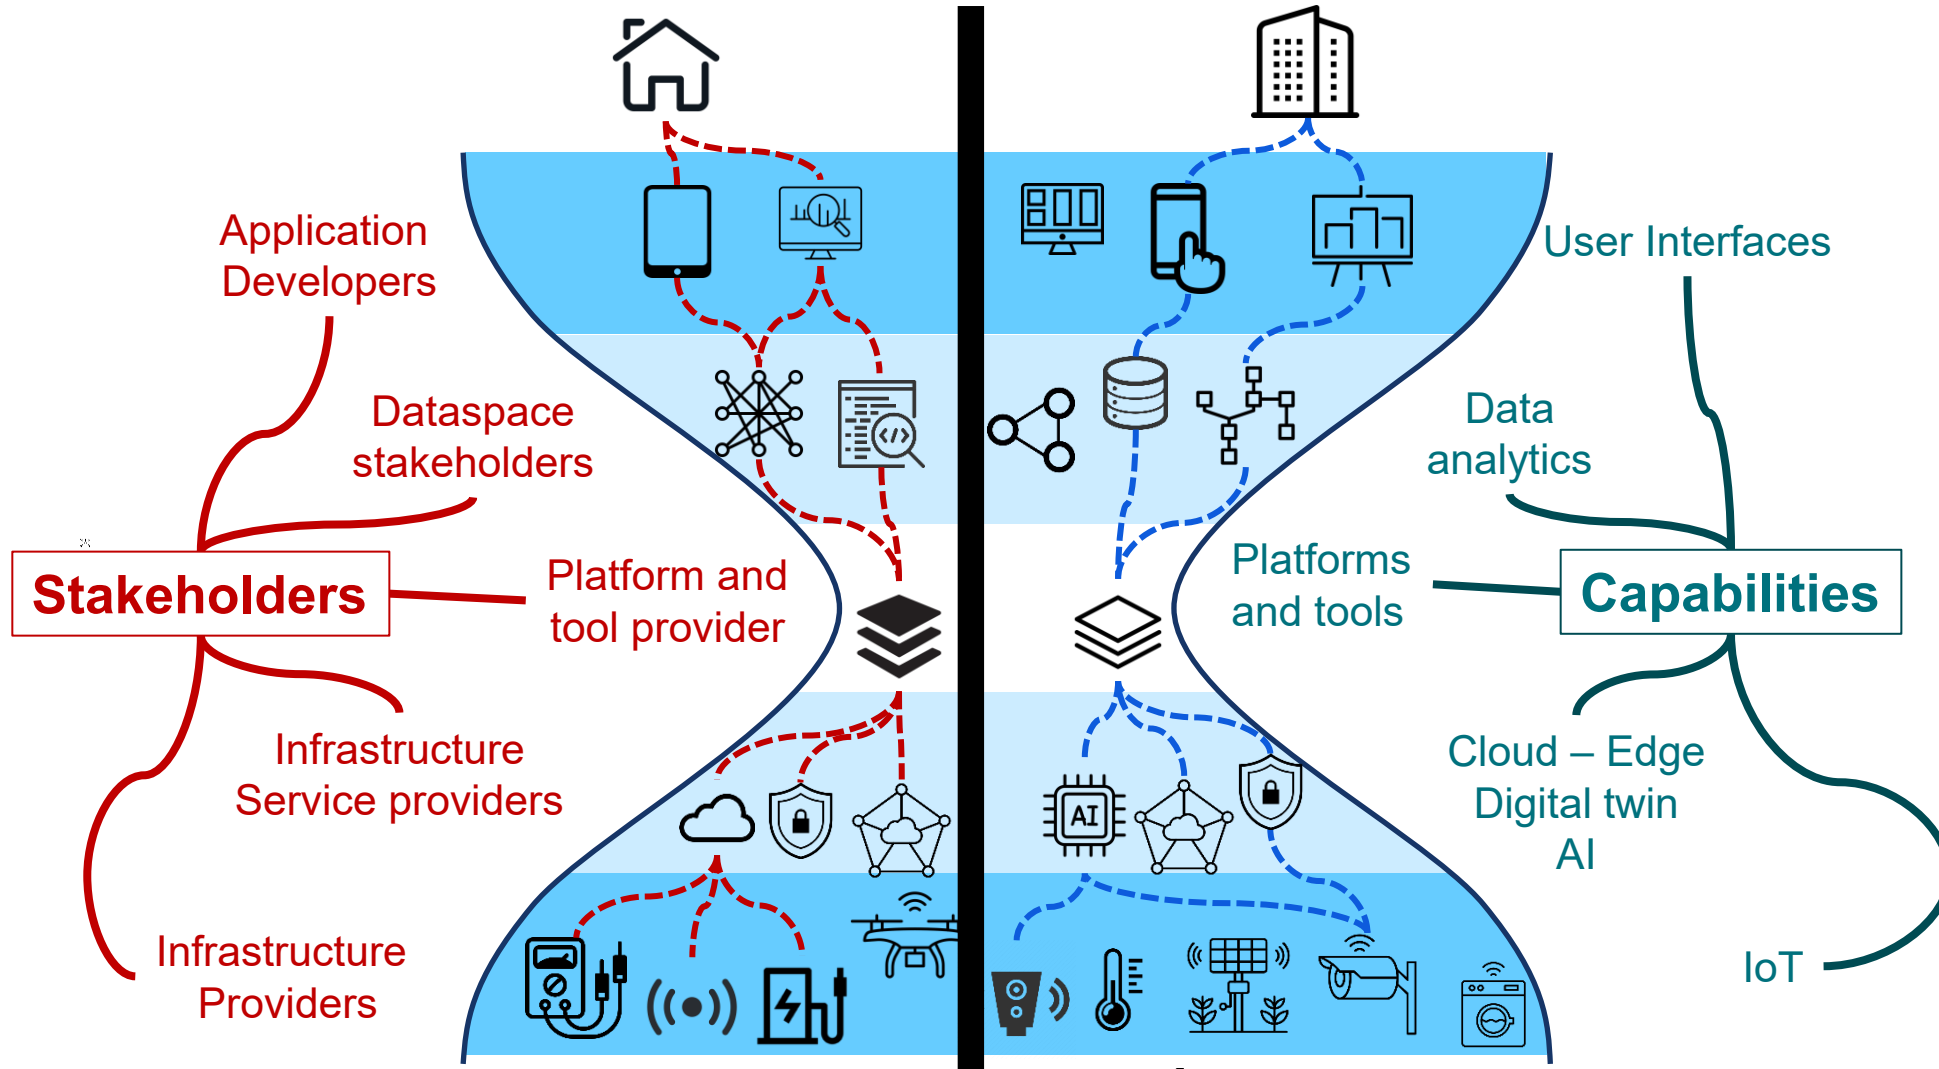 Application
Developers
Dataspace
stakeholders
Stakeholders
Platform and
tool provider
Infrastructure
Service providers
Infrastructure
Providers
User Interfaces
Data
analytics
Platforms
and tools
Capabilities
Cloud – Edge
Digital twin
AI
IoT
</>
AI